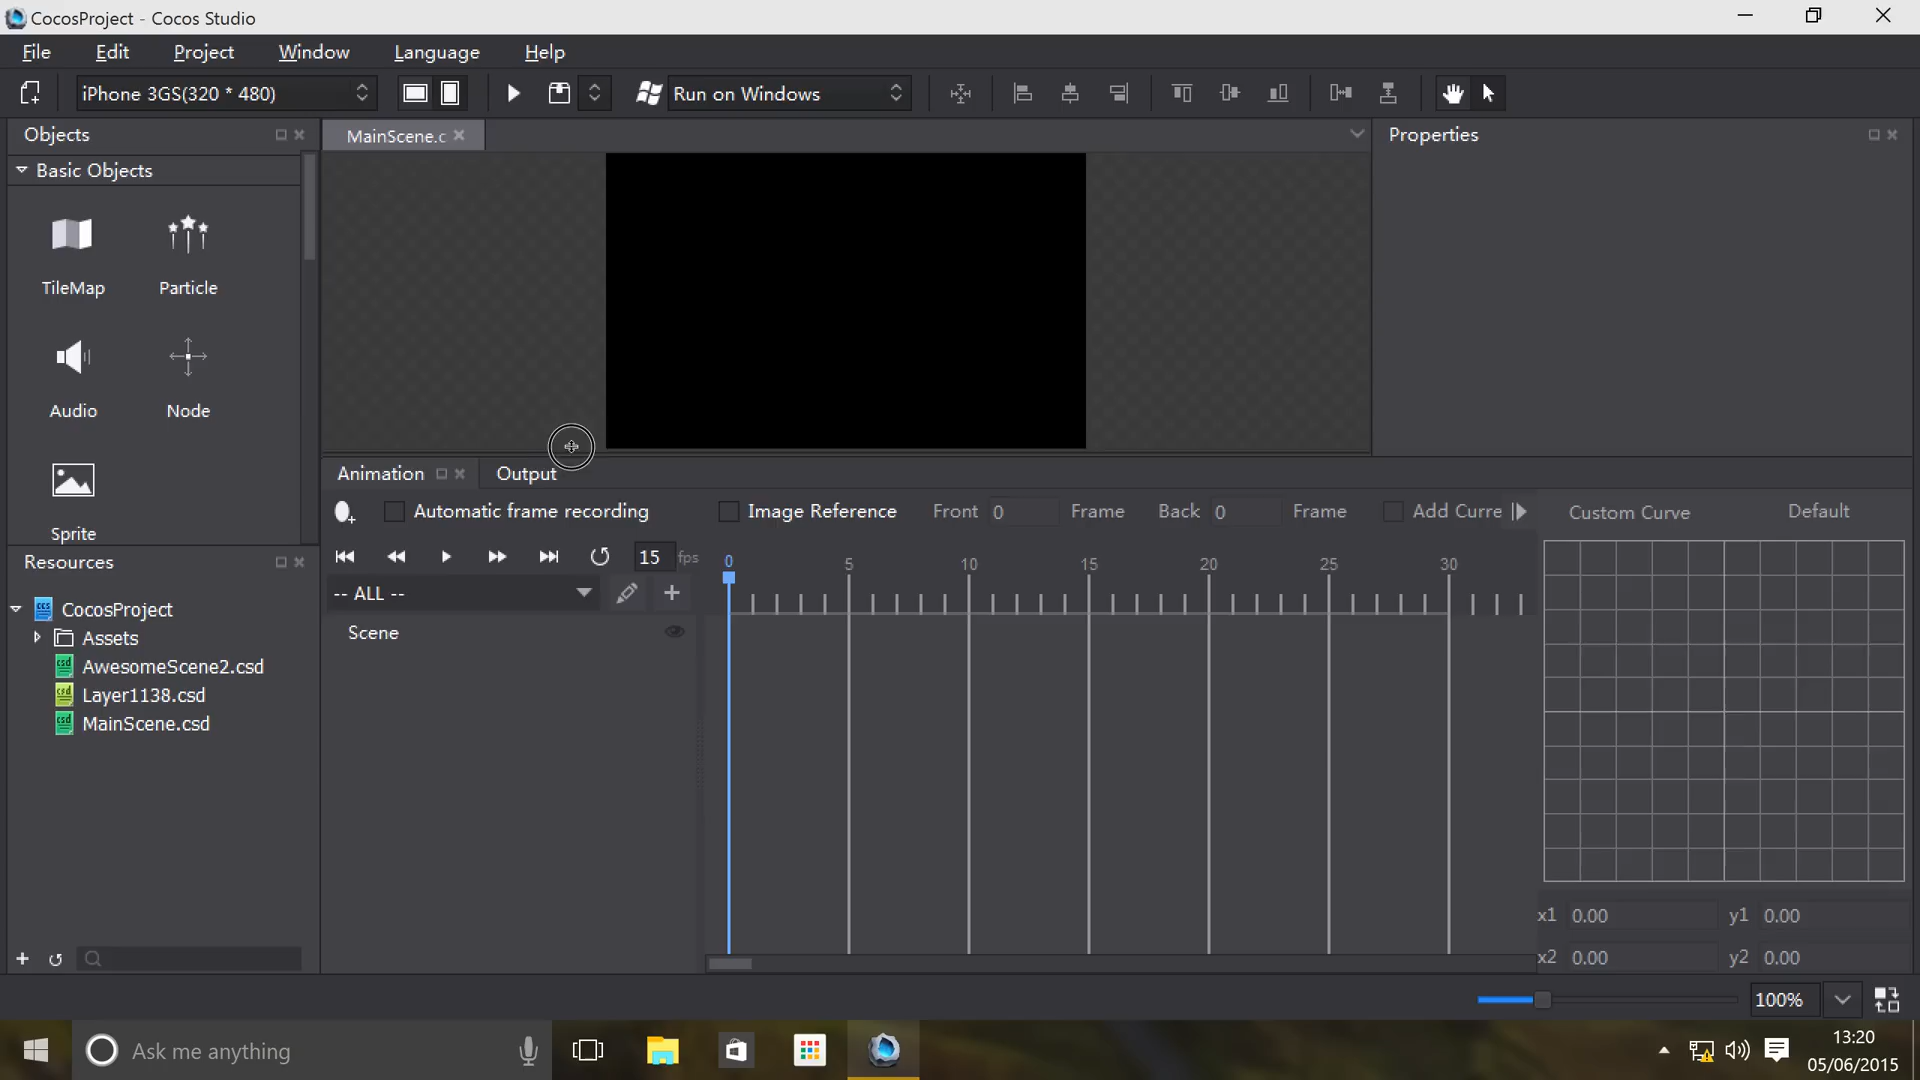 CocosProject - Cocos Studio
File Edit Project Window Language Help
iPhone 3GS(320 * 480) Run on Windows
Objects
Basic Objects
TileMap Particle
Audio Node
Sprite
MainScene.c
Properties
Animation Output
Automatic frame recording Image Reference Front 0 Frame Back 0 Frame Add Curre
15 fps
0 5 10 15 20 25 30
-- ALL --
Scene
Custom Curve Default
x1 0.00 y1 0.00
x2 0.00 y2 0.00
Resources
CocosProject
Assets
AwesomeScene2.csd
Layer1138.csd
MainScene.csd
100%
Ask me anything
13:20
05/06/2015